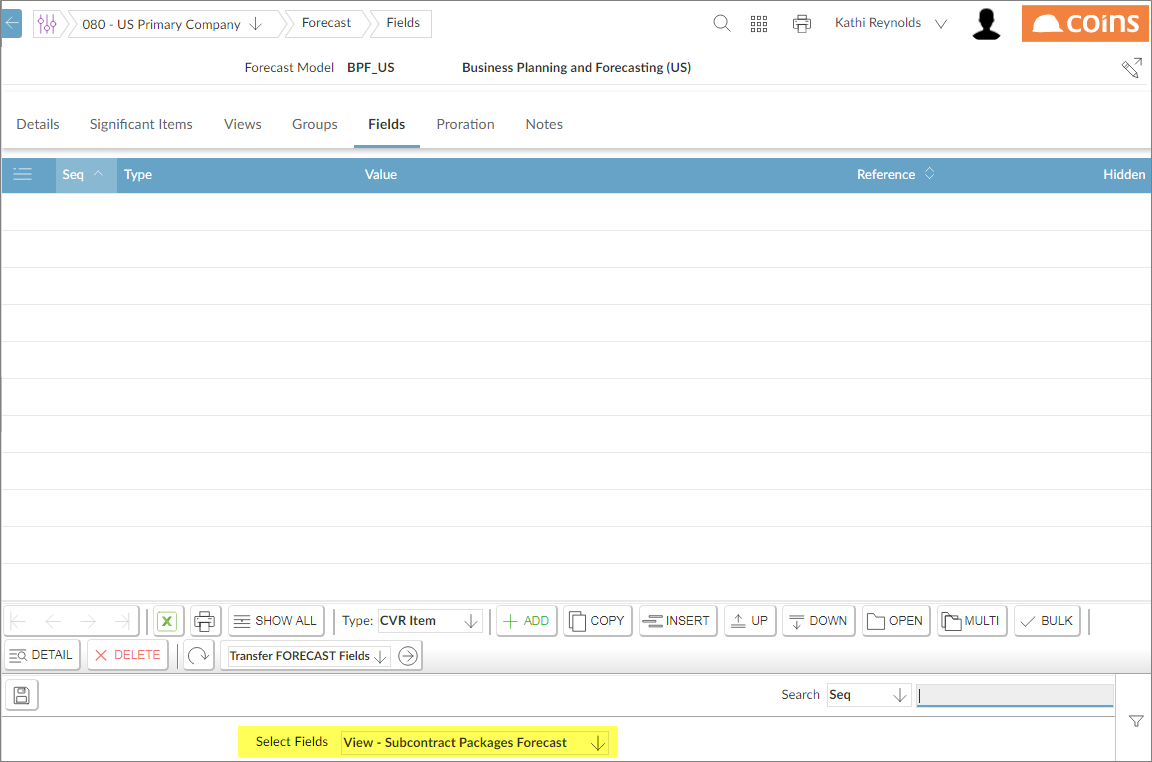 080 - US Primary Company
Forecast
Fields
Kathi Reynolds
coins
Forecast Model BPF_US Business Planning and Forecasting (US)
Details Significant Items Views Groups Fields Proration Notes
Seq Type Value Reference Hidden
SHOW ALL Type: CVR Item ADD COPY INSERT UP DOWN OPEN MULTI BULK
DETAIL DELETE Transfer FORECAST Fields
Search Seq
Select Fields View - Subcontract Packages Forecast